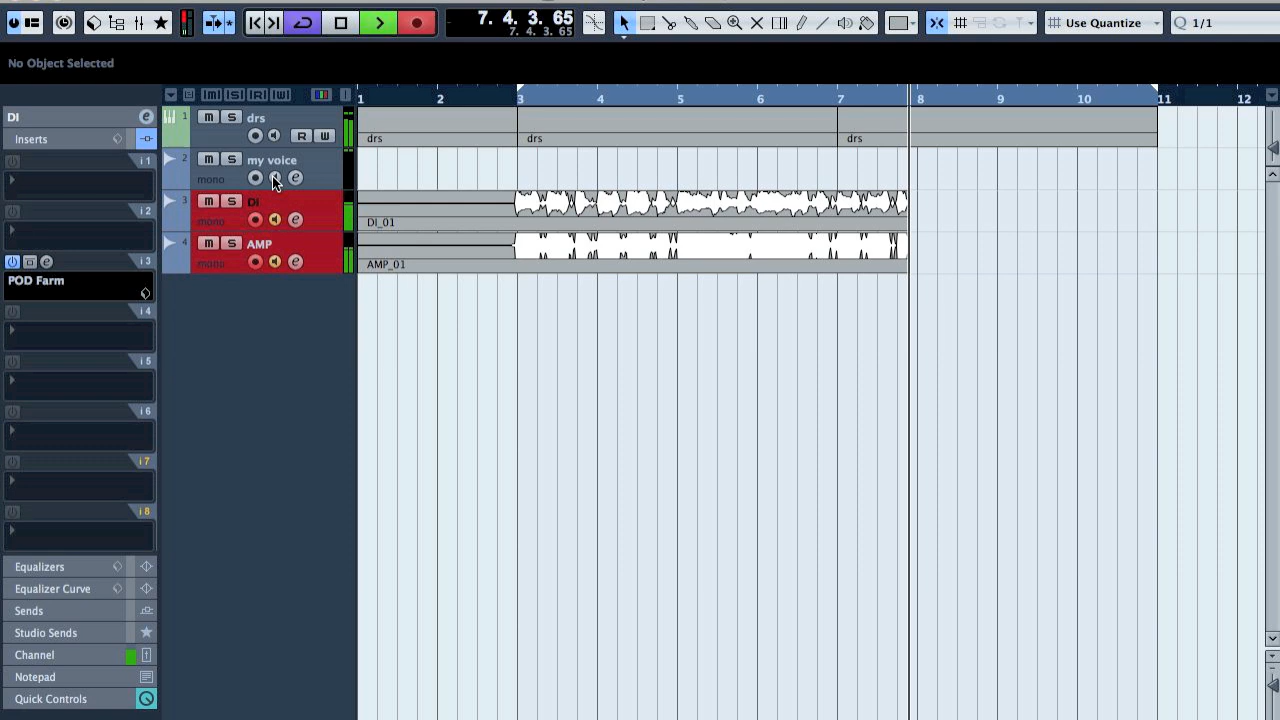 7. 4. 3. 65
7. 4. 3. 65
Use Quantize
Q 1/1
No Object Selected
[M] [S] [R] [W]
1 2 3 4 5 6 7 8 9 10 11 12
DI e
Inserts
i 1
i 2
e i 3
POD Farm
i 4
i 5
i 6
i 7
i 8
Equalizers
Equalizer Curve
Sends
Studio Sends
Channel
Notepad
Quick Controls
1 m S drs
R W
2 m S my voice
mono e
3 m S DI
mono e
4 m S AMP
mono e
drs drs drs
DI_01
AMP_01